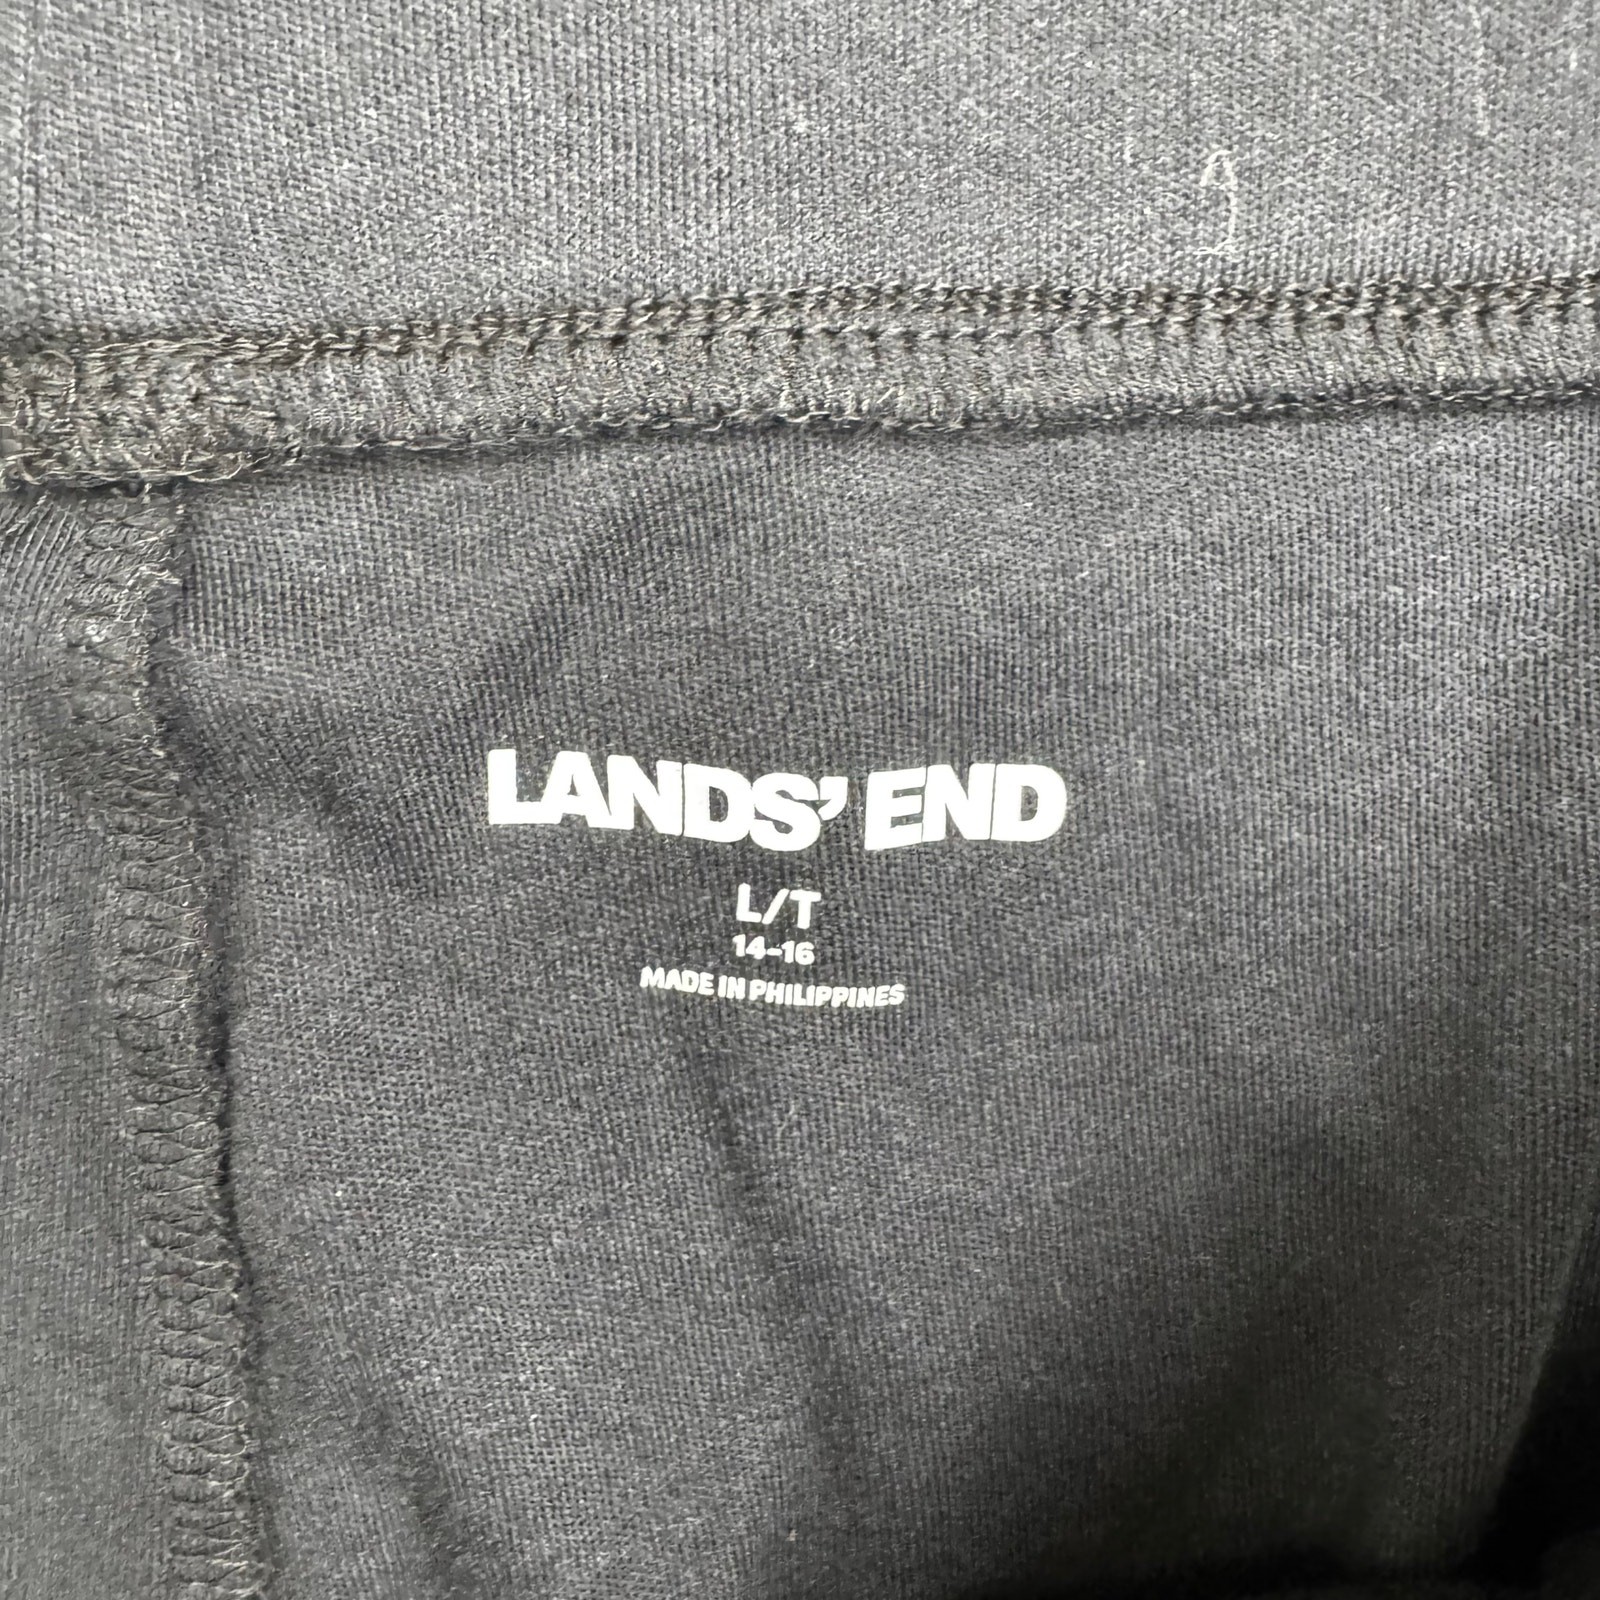 LANDS' END
L/T
14-16
MADE IN PHILIPPINES